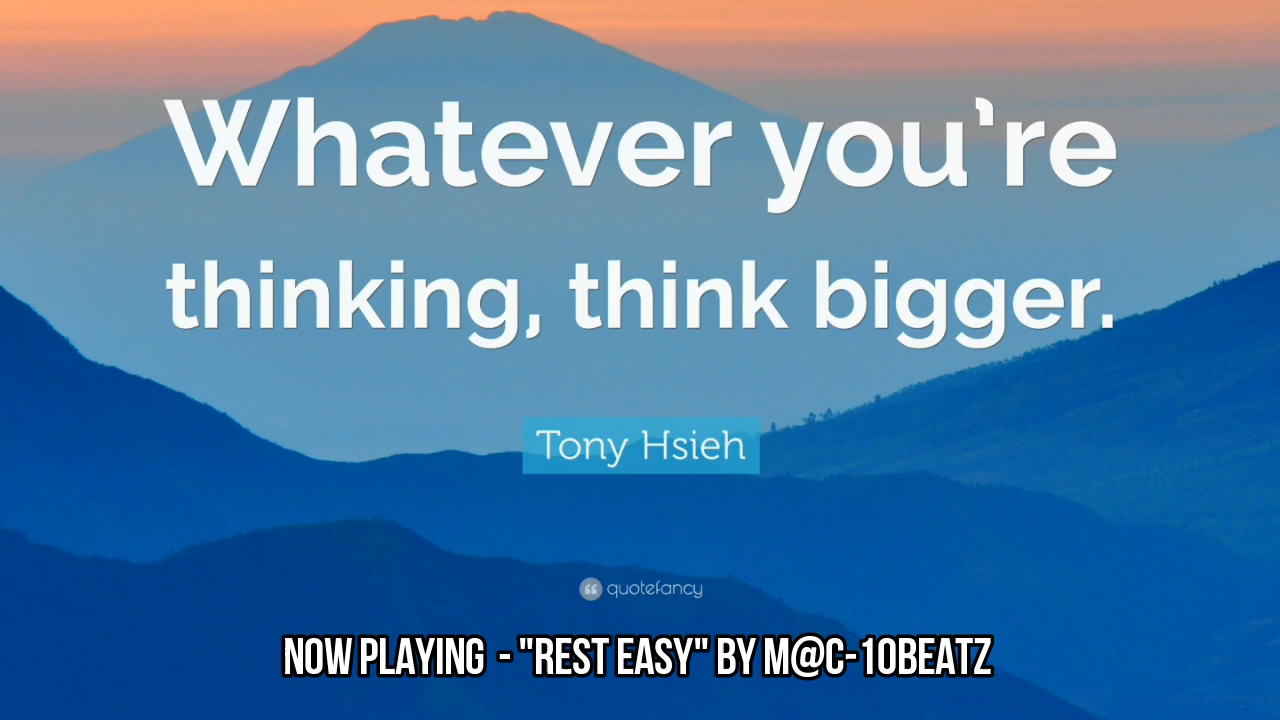 Whatever you're
thinking, think bigger.
Tony Hsieh
quotefancy
NOW PLAYING - "REST EASY" BY M@C-10BEATZ